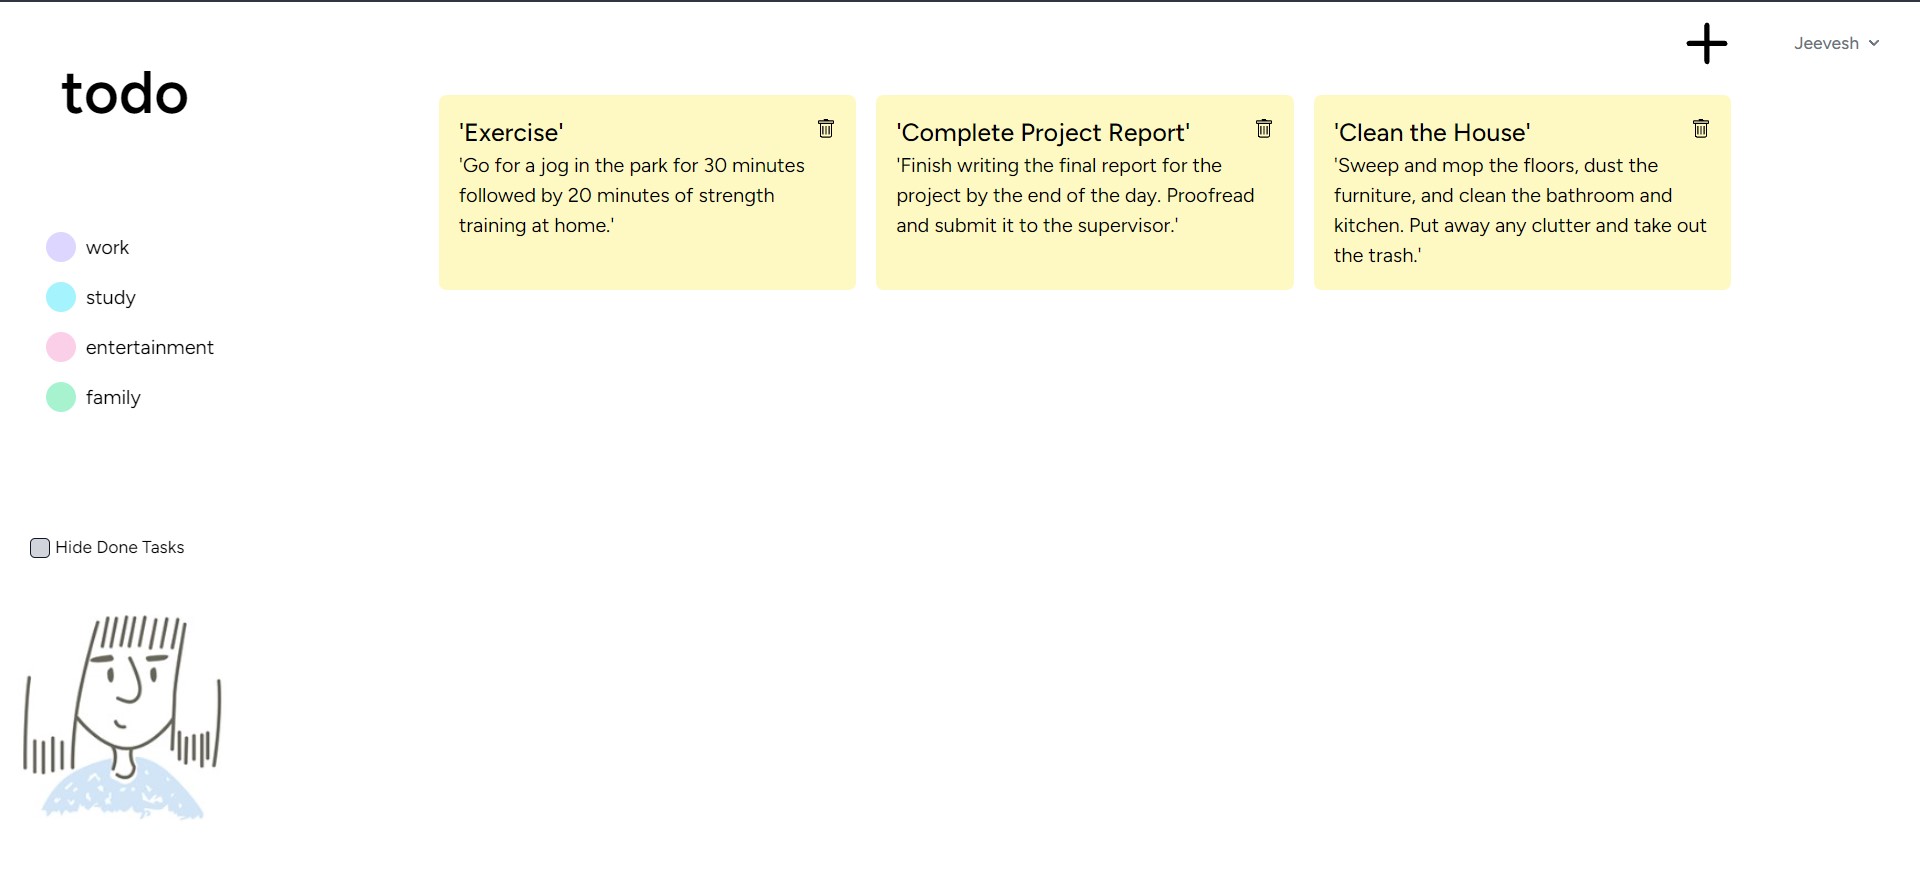 Jeevesh
todo
work
study
entertainment
family
Hide Done Tasks
'Exercise'
'Go for a jog in the park for 30 minutes
followed by 20 minutes of strength
training at home.'
'Complete Project Report'
'Finish writing the final report for the
project by the end of the day. Proofread
and submit it to the supervisor.'
'Clean the House'
'Sweep and mop the floors, dust the
furniture, and clean the bathroom and
kitchen. Put away any clutter and take out
the trash.'